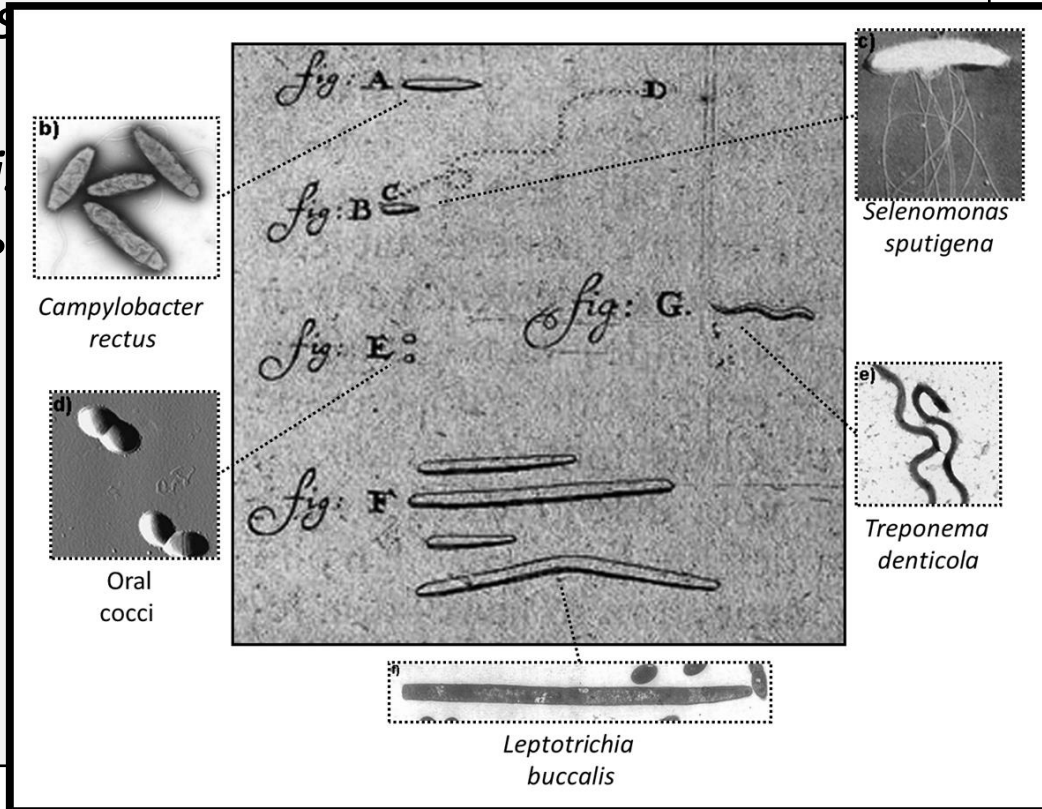 c)
fig: A
D
b)
C
fig: B
Selenomonas
sputigena
fig: G.
Campylobacter
rectus
fig: E
e)
d)
fig: F
Treponema
denticola
Oral
cocci
f)
Leptotrichia
buccalis